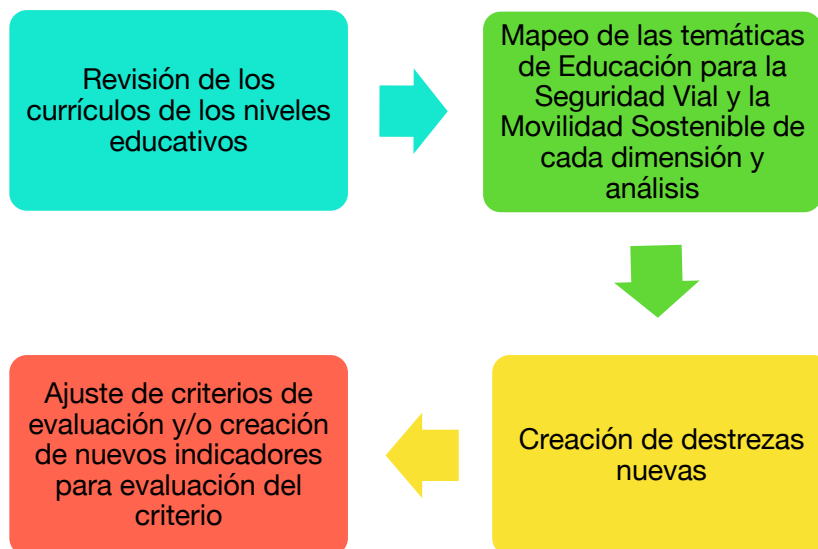 Revisión de los
currículos de los niveles
educativos
Mapeo de las temáticas
de Educación para la
Seguridad Vial y la
Movilidad Sostenible de
cada dimensión y
análisis
Creación de destrezas
nuevas
Ajuste de criterios de
evaluación y/o creación
de nuevos indicadores
para evaluación del
criterio